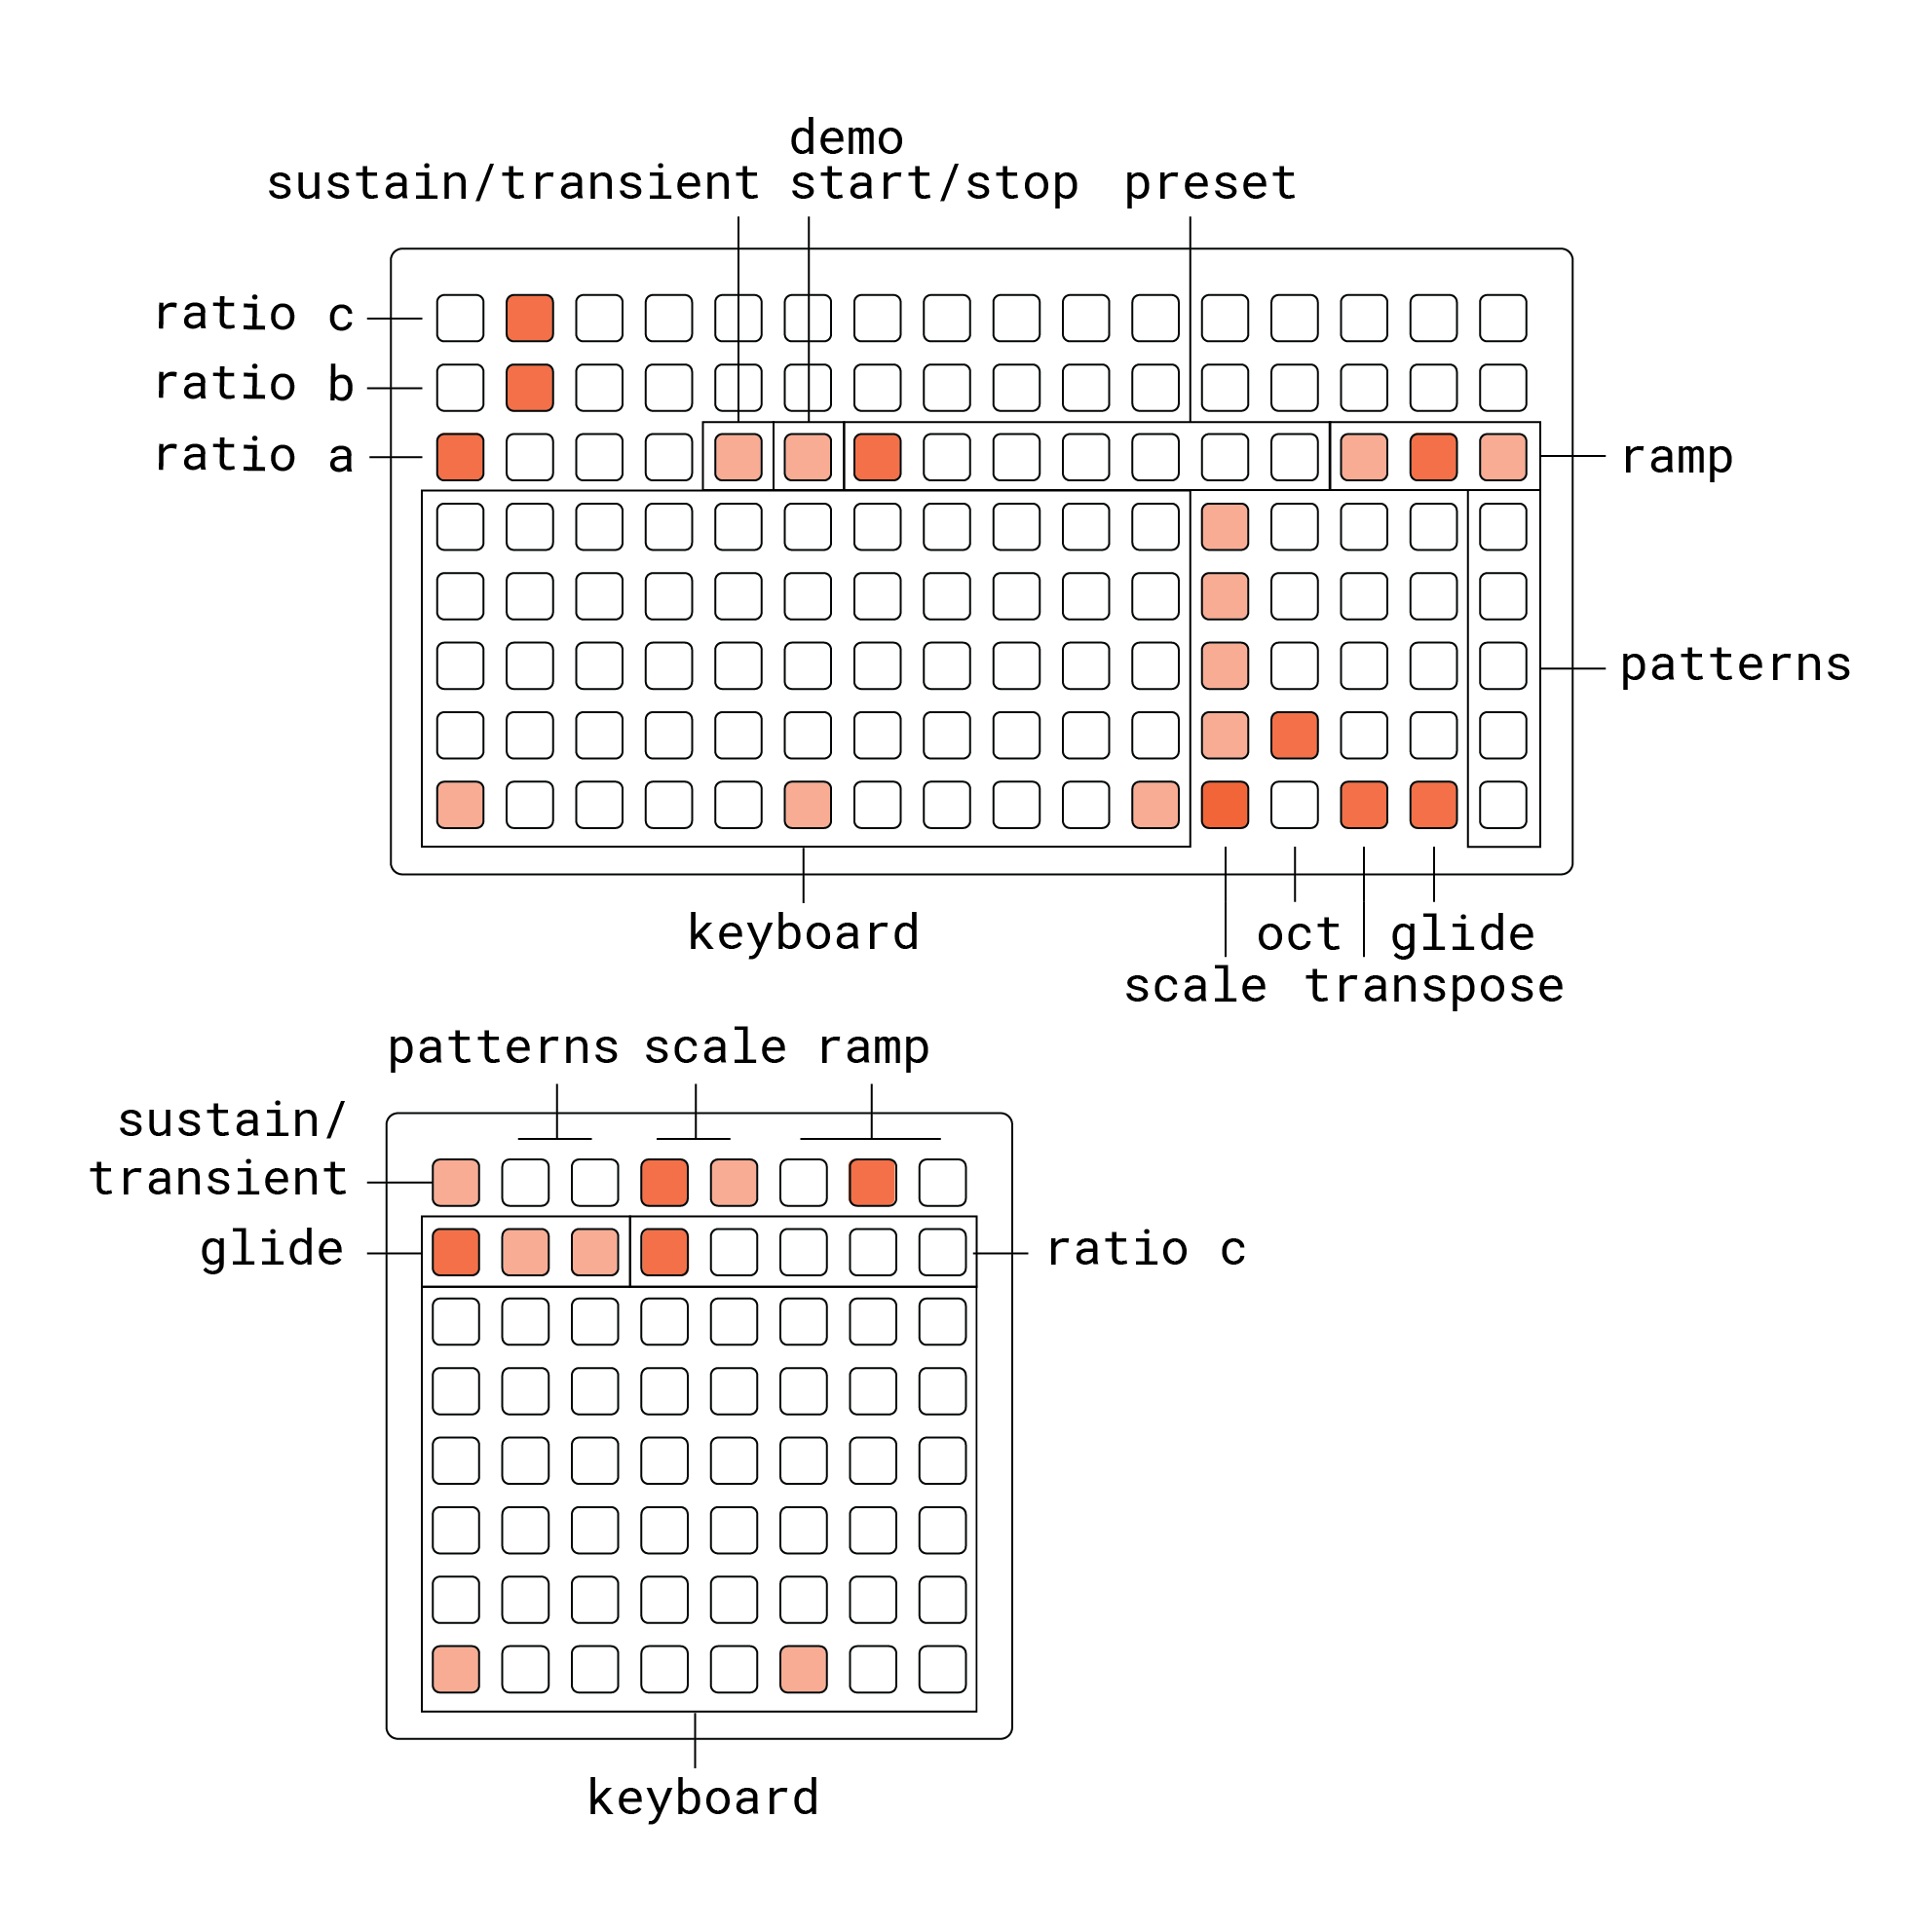 demo
sustain/transient start/stop preset
ratio c
ratio b
ratio a
ramp
patterns
keyboard
oct glide
scale transpose
patterns scale ramp
sustain/
transient
glide
ratio c
keyboard